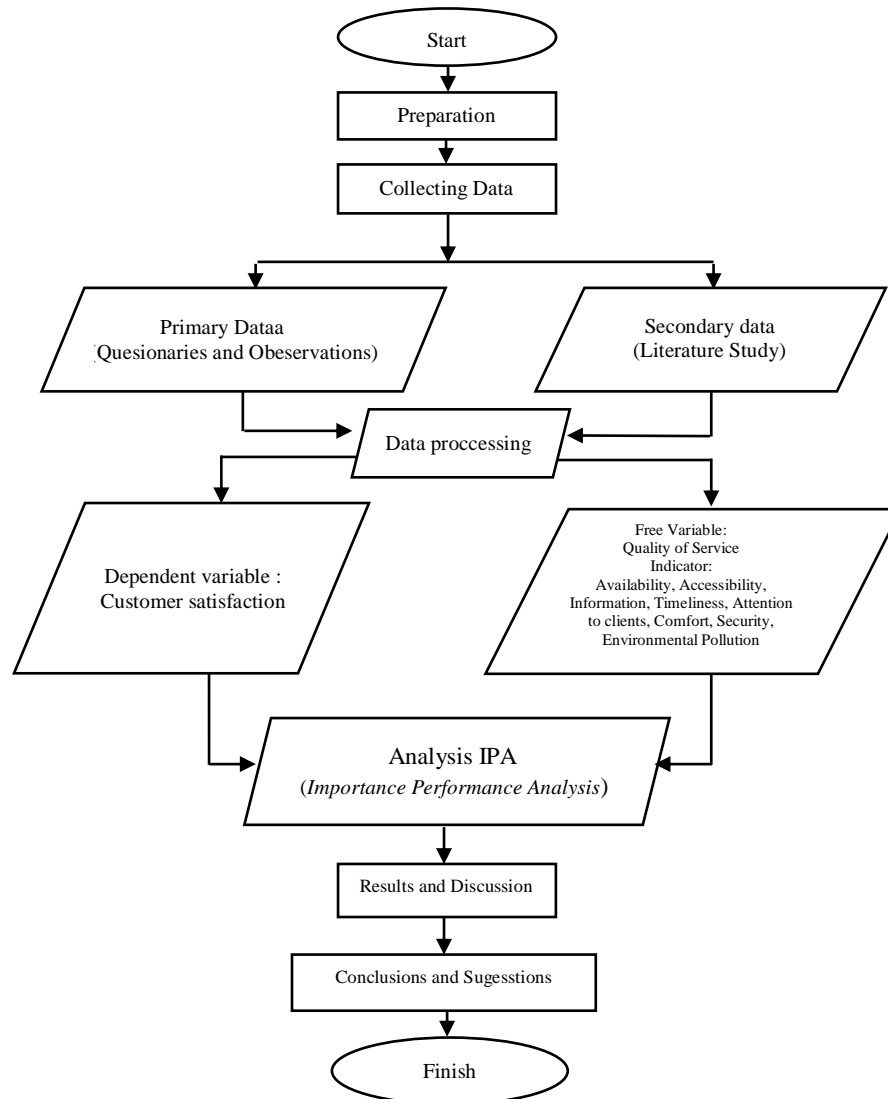 Start
Preparation
Collecting Data
Primary Dataa
(Quesionaries and Obeservations)
Secondary data
(Literature Study)
Data proccessing
Dependent variable :
Customer satisfaction
Free Variable:
Quality of Service
Indicator:
Availability, Accessibility,
Information, Timeliness, Attention
to clients, Comfort, Security,
Environmental Pollution
Analysis IPA
(Importance Performance Analysis)
Results and Discussion
Conclusions and Sugesstions
Finish